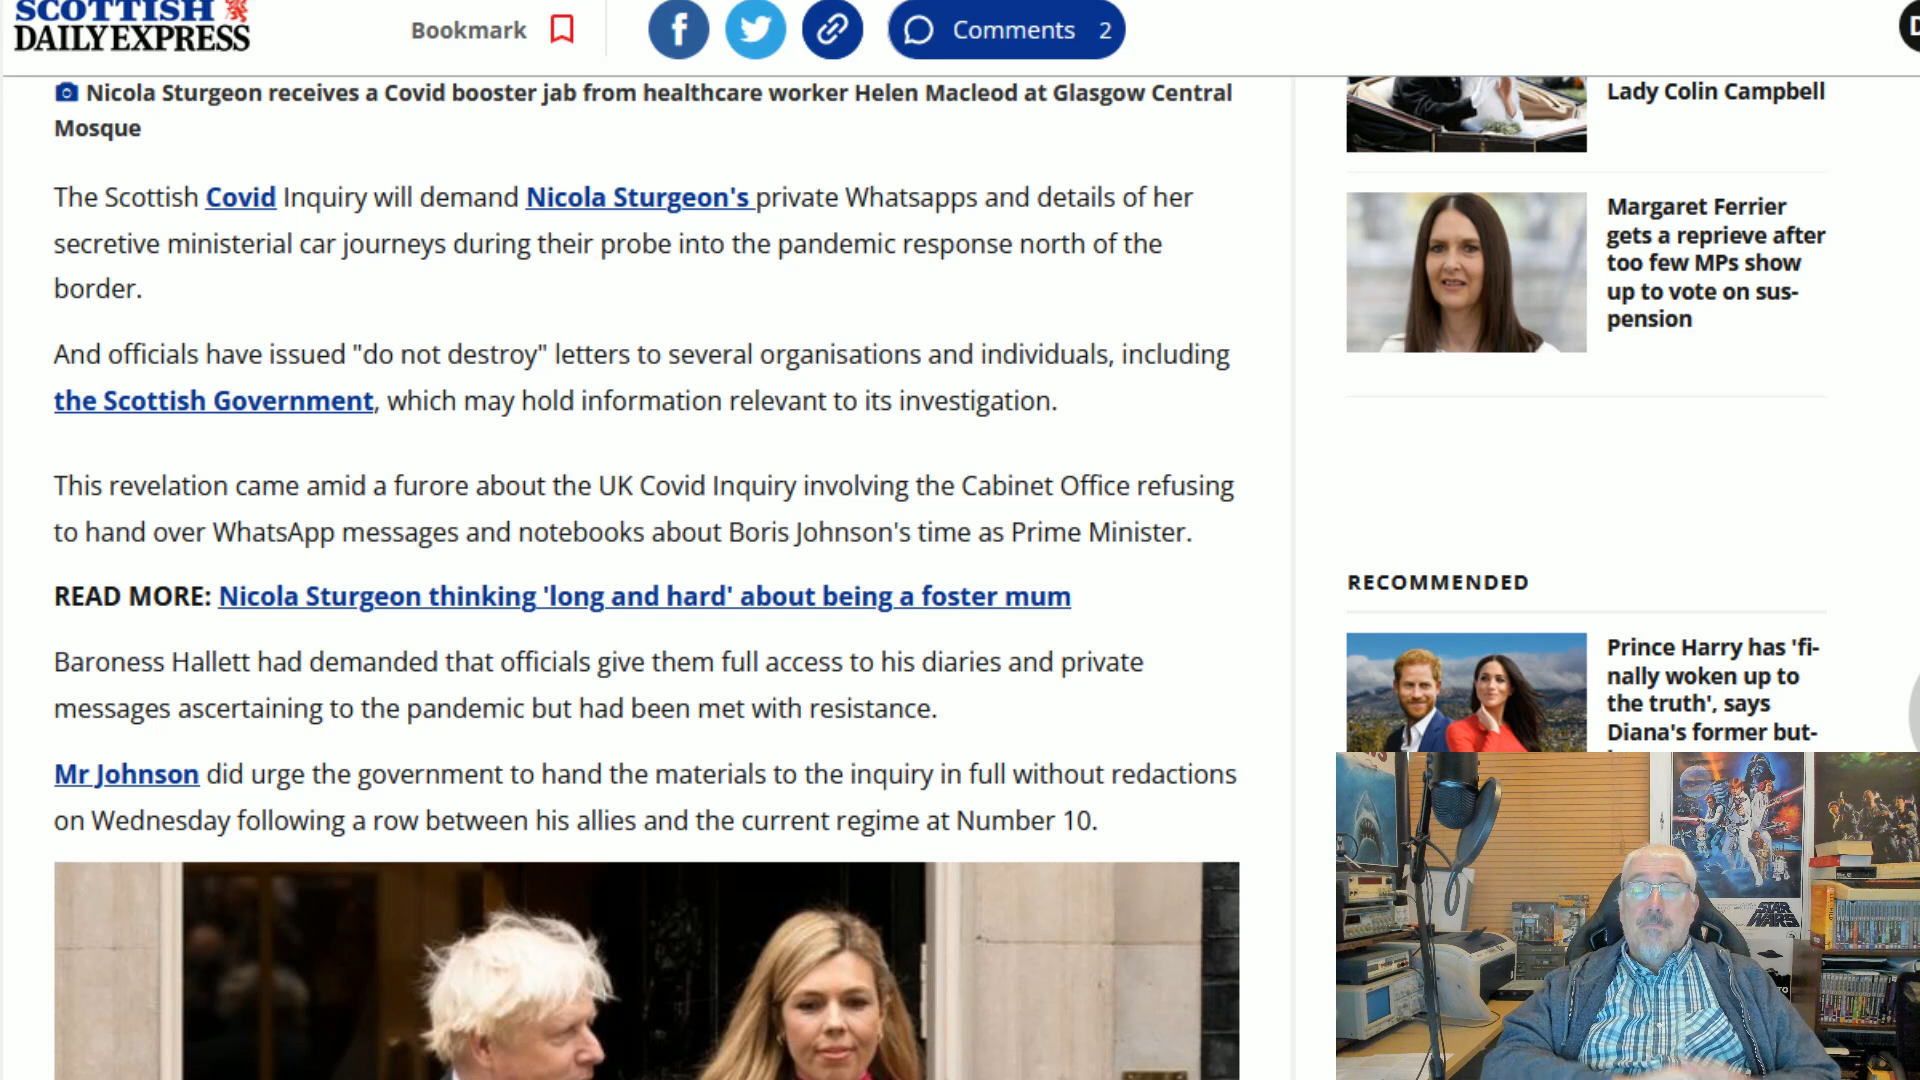 SCOTTISH
DAILY EXPRESS
Bookmark
Comments 2
Nicola Sturgeon receives a Covid booster jab from healthcare worker Helen Macleod at Glasgow Central
Mosque
The Scottish Covid Inquiry will demand Nicola Sturgeon's private Whatsapps and details of her
secretive ministerial car journeys during their probe into the pandemic response north of the
border.
And officials have issued "do not destroy" letters to several organisations and individuals, including
the Scottish Government, which may hold information relevant to its investigation.
This revelation came amid a furore about the UK Covid Inquiry involving the Cabinet Office refusing
to hand over WhatsApp messages and notebooks about Boris Johnson's time as Prime Minister.
READ MORE: Nicola Sturgeon thinking 'long and hard' about being a foster mum
Baroness Hallett had demanded that officials give them full access to his diaries and private
messages ascertaining to the pandemic but had been met with resistance.
Mr Johnson did urge the government to hand the materials to the inquiry in full without redactions
on Wednesday following a row between his allies and the current regime at Number 10.
Lady Colin Campbell
Margaret Ferrier
gets a reprieve after
too few MPs show
up to vote on sus-
pension
RECOMMENDED
Prince Harry has 'fi-
nally woken up to
the truth', says
Diana's former but-
STAR
WARS